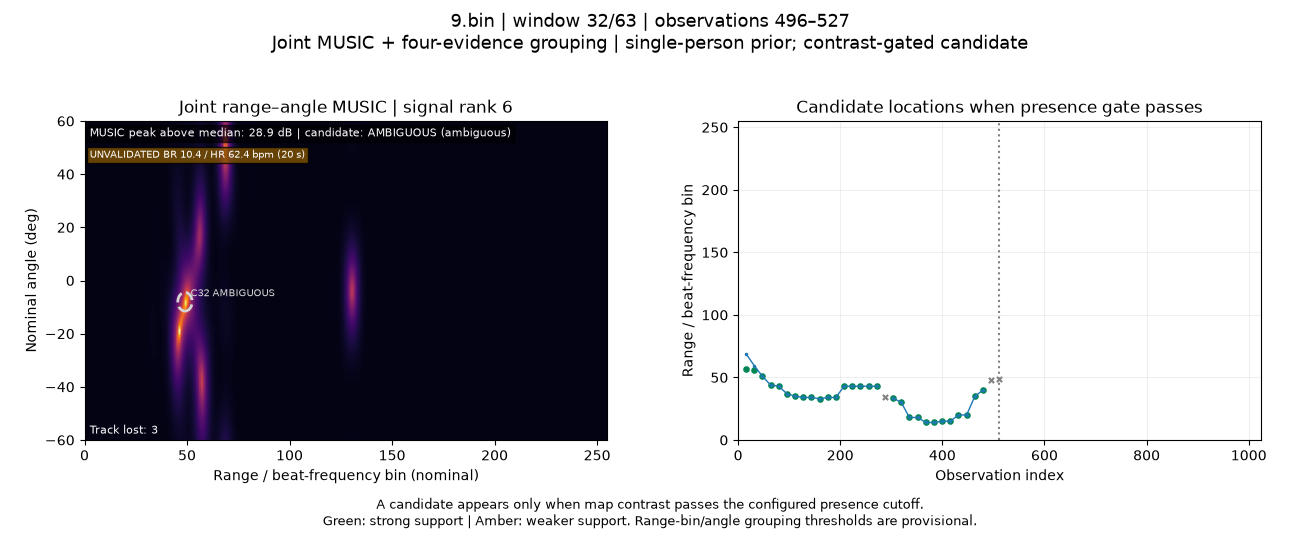 9.bin | window 32/63 | observations 496–527
Joint MUSIC + four-evidence grouping | single-person prior; contrast-gated candidate
Joint range–angle MUSIC | signal rank 6
MUSIC peak above median: 28.9 dB | candidate: AMBIGUOUS (ambiguous)
UNVALIDATED BR 10.4 / HR 62.4 bpm (20 s)
C32 AMBIGUOUS
Track lost: 3
60
40
20
0
−20
−40
−60
Nominal angle (deg)
0
50
100
150
200
250
Range / beat-frequency bin (nominal)
Candidate locations when presence gate passes
250
200
150
100
50
0
Range / beat-frequency bin
0
200
400
600
800
1000
Observation index
A candidate appears only when map contrast passes the configured presence cutoff.
Green: strong support | Amber: weaker support. Range-bin/angle grouping thresholds are provisional.